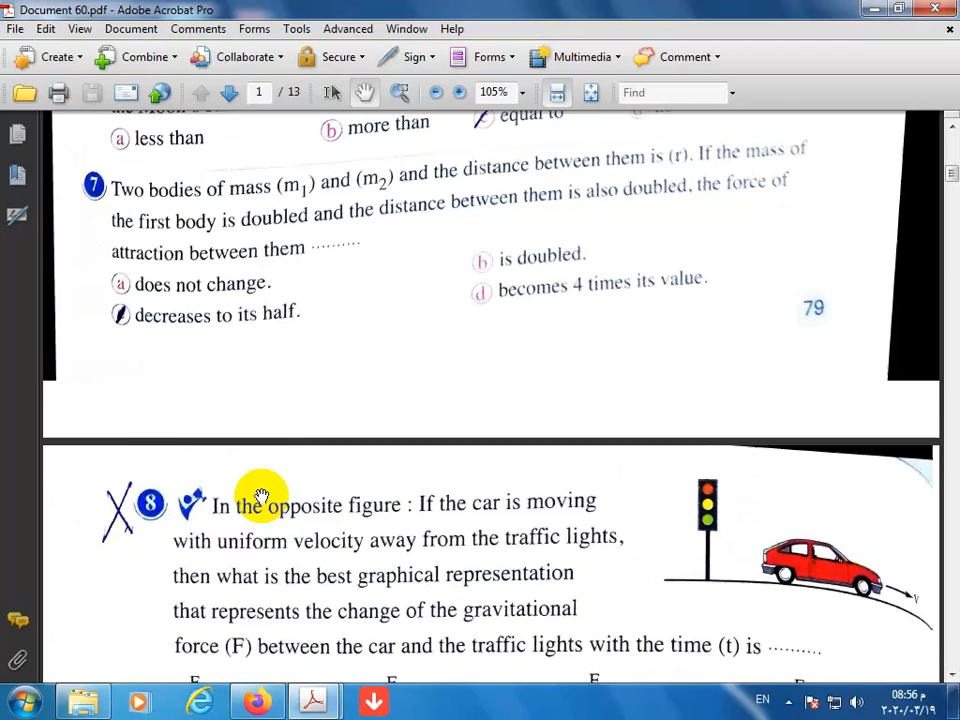 Document 60.pdf - Adobe Acrobat Pro
File Edit View Document Comments Forms Tools Advanced Window Help
Create Combine Collaborate Secure Sign Forms Multimedia Comment
1 / 13 105% Find
a less than
b more than
equal to
7 Two bodies of mass (m1) and (m2) and the distance between them is (r). If the mass of
the first body is doubled and the distance between them is also doubled, the force of
attraction between them ..........
a does not change.
b is doubled.
decreases to its half.
d becomes 4 times its value.
79
8 In the opposite figure : If the car is moving
with uniform velocity away from the traffic lights,
then what is the best graphical representation
that represents the change of the gravitational
force (F) between the car and the traffic lights with the time (t) is ..........
v
F F F
EN
08:56 م
٢٠٢٠/٠٣/١٩